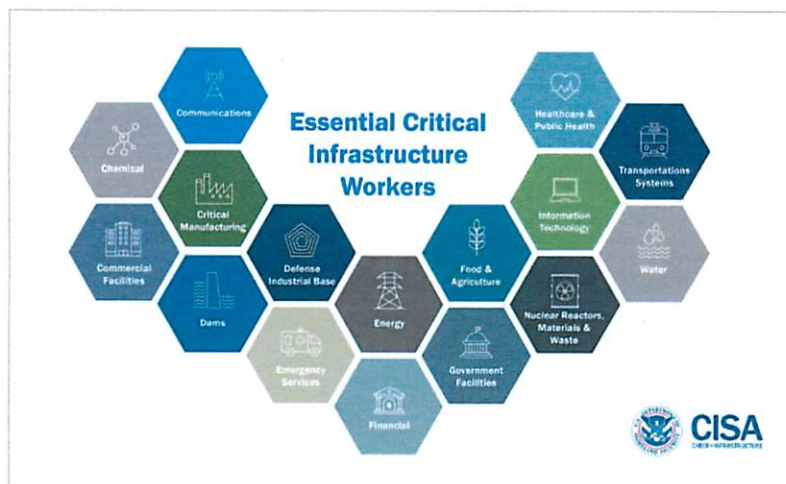 Essential Critical
Infrastructure
Workers
Communications
Chemical
Critical
Manufacturing
Commercial
Facilities
Dams
Defense
Industrial Base
Emergency
Services
Energy
Financial
Food &
Agriculture
Government
Facilities
Healthcare &
Public Health
Information
Technology
Nuclear Reactors,
Materials &
Waste
Transportations
Systems
Water
CISA